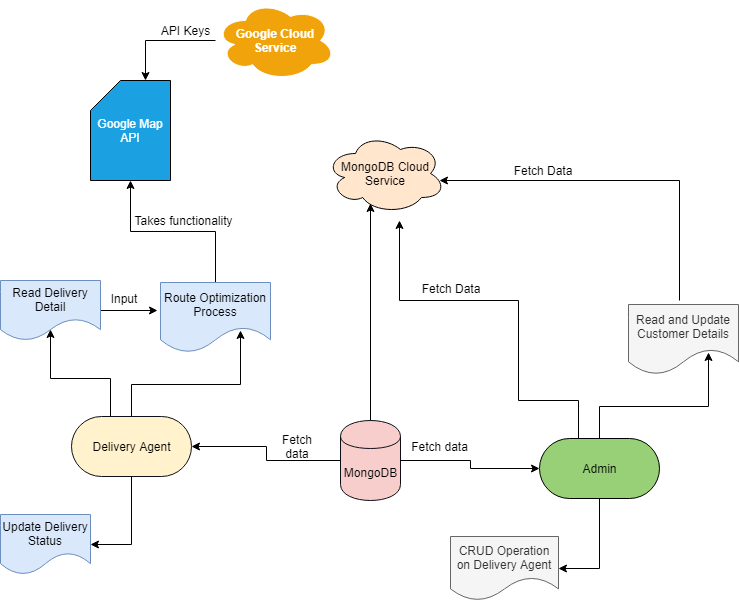 API Keys
Google Cloud
Service
Google Map
API
MongoDB Cloud
Service
Fetch Data
Takes functionality
Read Delivery
Detail
Input
Route Optimization
Process
Fetch Data
Read and Update
Customer Details
Delivery Agent
Fetch
data
MongoDB
Fetch data
Admin
Update Delivery
Status
CRUD Operation
on Delivery Agent